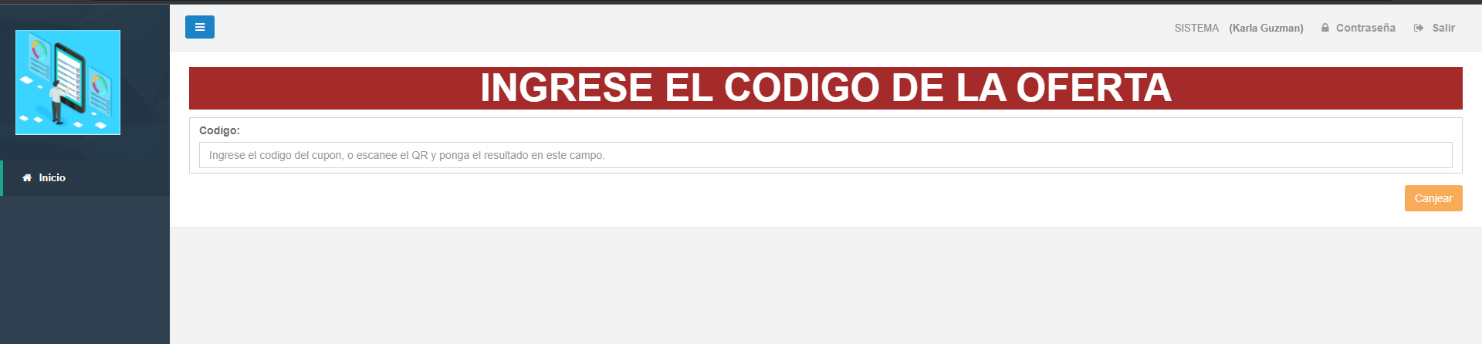 SISTEMA (Karla Guzman) Contraseña Salir
INGRESE EL CODIGO DE LA OFERTA
Codigo:
Ingrese el codigo del cupon, o escanee el QR y ponga el resultado en este campo.
Inicio
Canjear